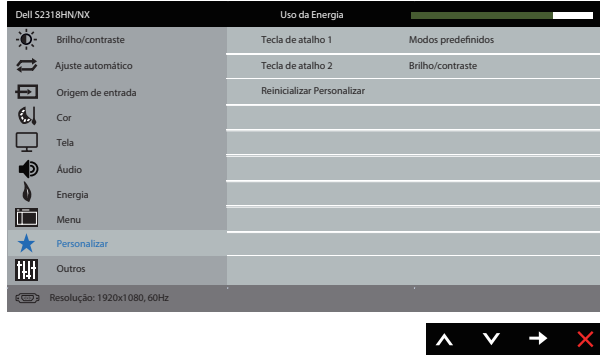 Dell S2318HN/NX Uso da Energia
Brilho/contraste Tecla de atalho 1 Modos predefinidos
Ajuste automático Tecla de atalho 2 Brilho/contraste
Origem de entrada Reinicializar Personalizar
Cor
Tela
Áudio
Energia
Menu
Personalizar
Outros
Resolução: 1920x1080, 60Hz